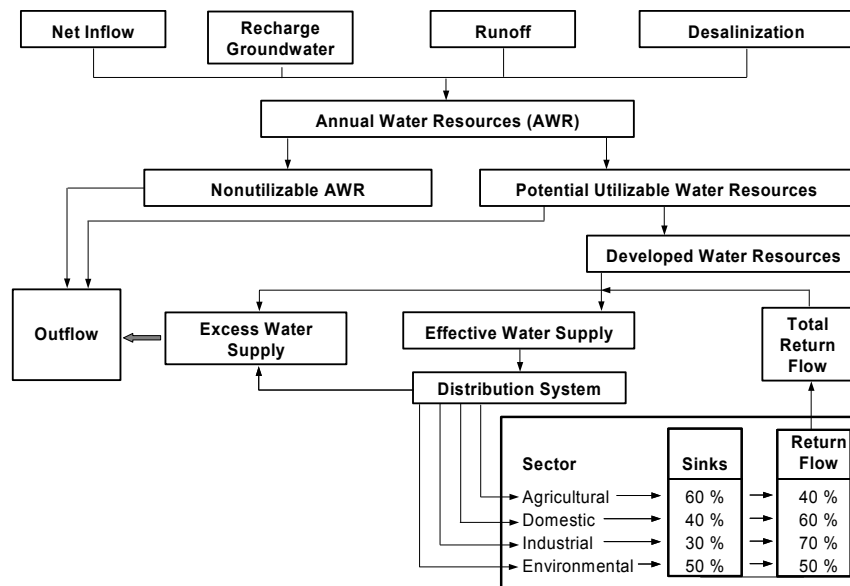 Net Inflow
Recharge
Groundwater
Runoff
Desalinization
Annual Water Resources (AWR)
Nonutilizable AWR
Potential Utilizable Water Resources
Developed Water Resources
Outflow
Excess Water
Supply
Effective Water Supply
Total
Return
Flow
Distribution System
Sector
Sinks
Return
Flow
Agricultural 60 % 40 %
Domestic 40 % 60 %
Industrial 30 % 70 %
Environmental 50 % 50 %